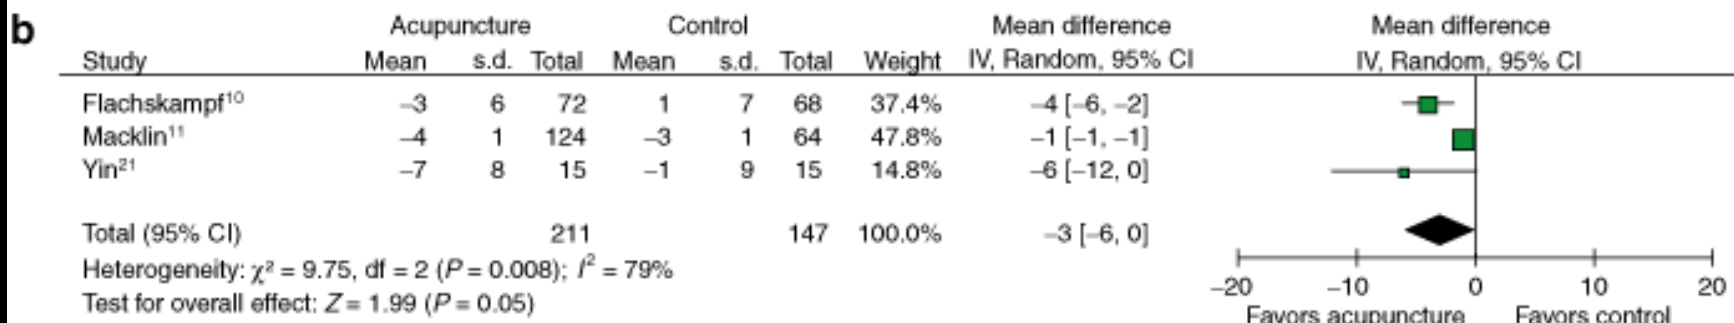 b
Acupuncture Control Mean difference Mean difference
Study Mean s.d. Total Mean s.d. Total Weight IV, Random, 95% CI IV, Random, 95% CI
Flachskampf¹⁰ –3 6 72 1 7 68 37.4% –4 [–6, –2]
Macklin¹¹ –4 1 124 –3 1 64 47.8% –1 [–1, –1]
Yin²¹ –7 8 15 –1 9 15 14.8% –6 [–12, 0]
Total (95% CI) 211 147 100.0% –3 [–6, 0]
Heterogeneity: χ² = 9.75, df = 2 (P = 0.008); I² = 79%
Test for overall effect: Z = 1.99 (P = 0.05)
–20 –10 0 10 20
Favors acupuncture Favors control